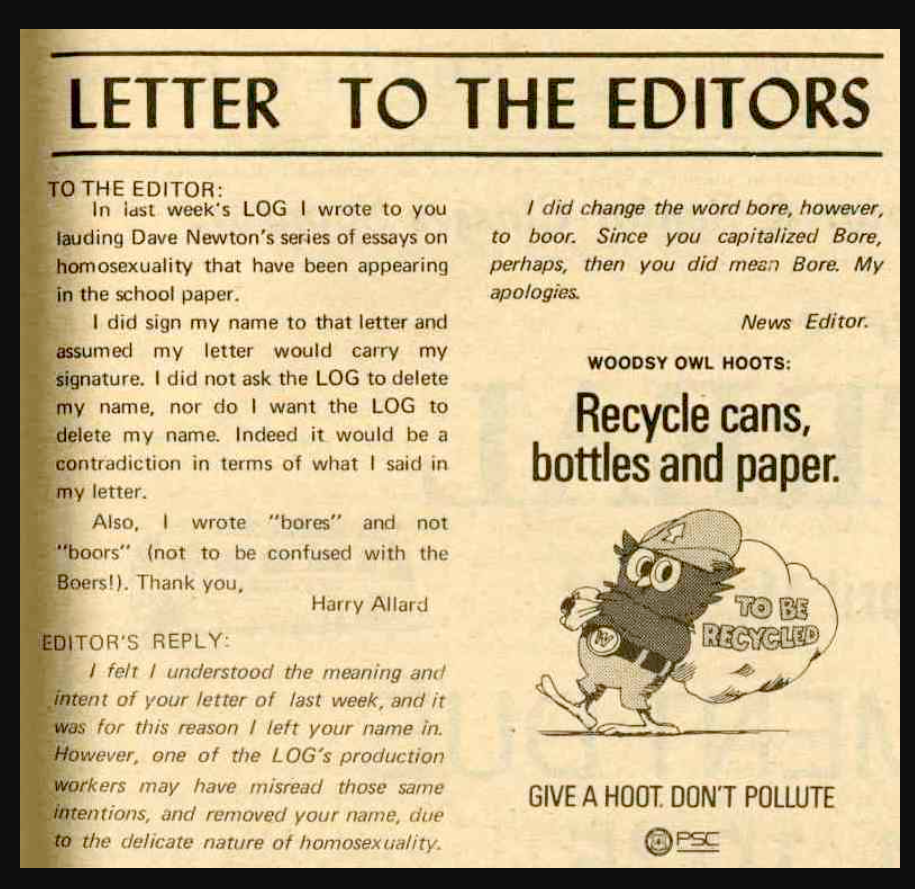 LETTER TO THE EDITORS
TO THE EDITOR:
In last week's LOG I wrote to you
lauding Dave Newton's series of essays on
homosexuality that have been appearing
in the school paper.
I did sign my name to that letter and
assumed my letter would carry my
signature. I did not ask the LOG to delete
my name, nor do I want the LOG to
delete my name. Indeed it would be a
contradiction in terms of what I said in
my letter.
Also, I wrote "bores" and not
"boors" (not to be confused with the
Boers!). Thank you,
Harry Allard
EDITOR'S REPLY:
I felt I understood the meaning and
intent of your letter of last week, and it
was for this reason I left your name in.
However, one of the LOG's production
workers may have misread those same
intentions, and removed your name, due
to the delicate nature of homosexuality.
I did change the word bore, however,
to boor. Since you capitalized Bore,
perhaps, then you did mean Bore. My
apologies.
News Editor.
WOODSY OWL HOOTS:
Recycle cans,
bottles and paper.
TO BE
RECYCLED
W
GIVE A HOOT. DON'T POLLUTE
PSC